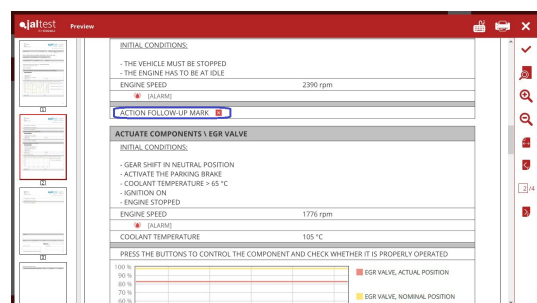 jaltest
Preview
INITIAL CONDITIONS:
- THE VEHICLE MUST BE STOPPED
- THE ENGINE HAS TO BE AT IDLE
ENGINE SPEED 2390 rpm
[ALARM]
ACTION FOLLOW-UP MARK
ACTUATE COMPONENTS \ EGR VALVE
INITIAL CONDITIONS:
- GEAR SHIFT IN NEUTRAL POSITION
- ACTIVATE THE PARKING BRAKE
- COOLANT TEMPERATURE > 65 °C
- IGNITION ON
- ENGINE STOPPED
ENGINE SPEED 1776 rpm
[ALARM]
COOLANT TEMPERATURE 105 °C
PRESS THE BUTTONS TO CONTROL THE COMPONENT AND CHECK WHETHER IT IS PROPERLY OPERATED
100 %
90 %
80 %
70 %
60 %
EGR VALVE, ACTUAL POSITION
EGR VALVE, NOMINAL POSITION
2 /4